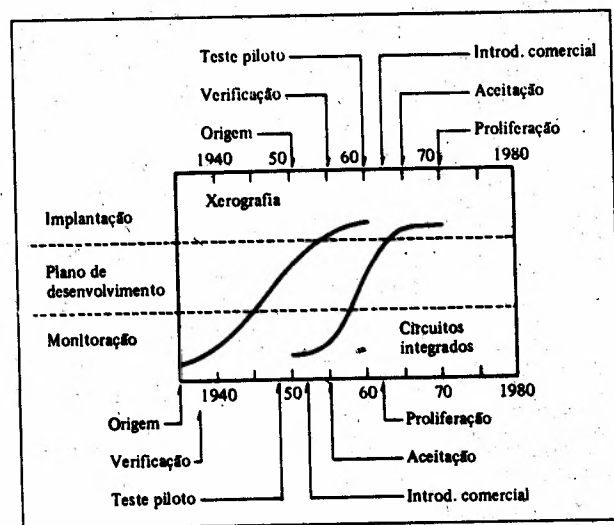 Teste piloto
Introd. comercial
Verificação
Aceitação
Origem
Proliferação
1940 50 60 70 1980
Xerografia
Implantação
Plano de
desenvolvimento
Monitoração
Círcuitos
integrados
1940 50 60 70 1980
Origem
Proliferação
Verificação
Aceitação
Teste piloto
Introd. comercial